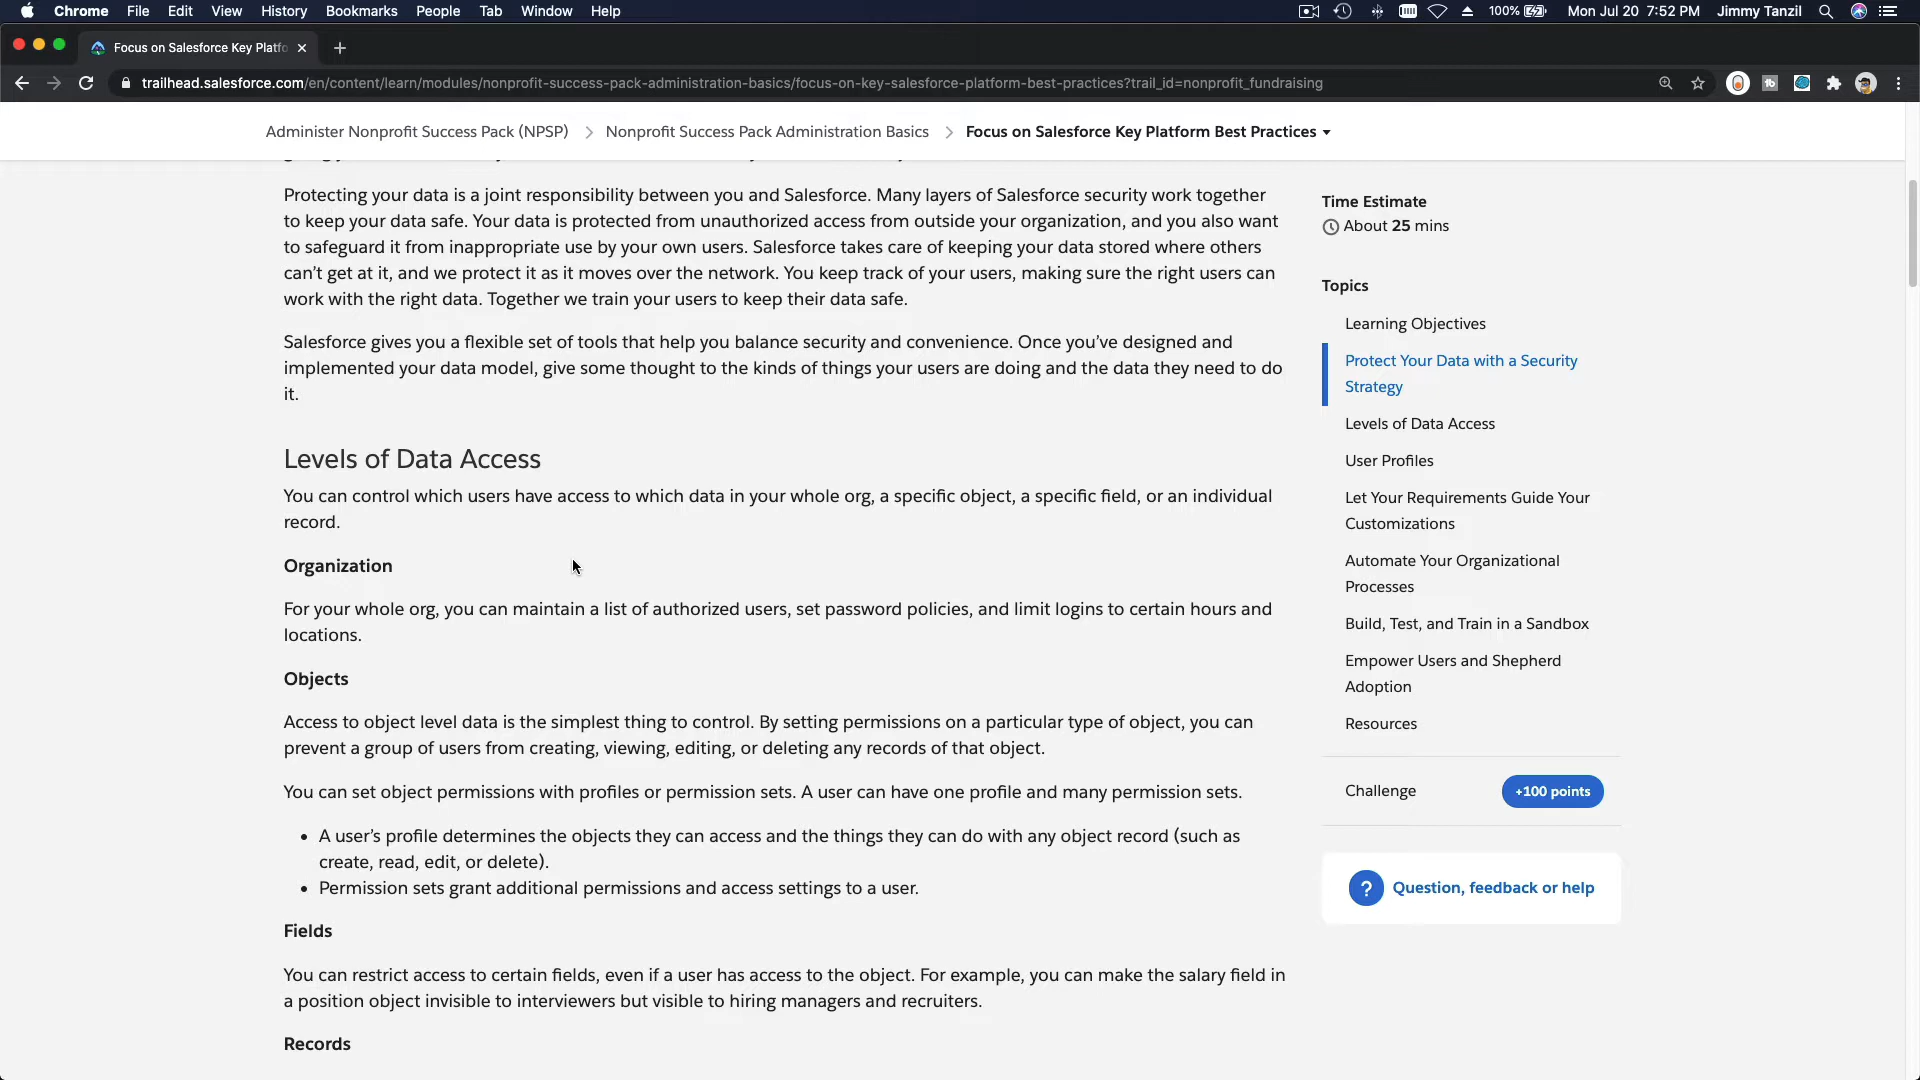 Chrome File Edit View History Bookmarks People Tab Window Help 100% Mon Jul 20 7:52 PM Jimmy Tanzil
Focus on Salesforce Key Platfo
trailhead.salesforce.com/en/content/learn/modules/nonprofit-success-pack-administration-basics/focus-on-key-salesforce-platform-best-practices?trail_id=nonprofit_fundraising
Administer Nonprofit Success Pack (NPSP) > Nonprofit Success Pack Administration Basics > Focus on Salesforce Key Platform Best Practices
Protecting your data is a joint responsibility between you and Salesforce. Many layers of Salesforce security work together
to keep your data safe. Your data is protected from unauthorized access from outside your organization, and you also want
to safeguard it from inappropriate use by your own users. Salesforce takes care of keeping your data stored where others
can’t get at it, and we protect it as it moves over the network. You keep track of your users, making sure the right users can
work with the right data. Together we train your users to keep their data safe.
Salesforce gives you a flexible set of tools that help you balance security and convenience. Once you’ve designed and
implemented your data model, give some thought to the kinds of things your users are doing and the data they need to do
it.
Levels of Data Access
You can control which users have access to which data in your whole org, a specific object, a specific field, or an individual
record.
Organization
For your whole org, you can maintain a list of authorized users, set password policies, and limit logins to certain hours and
locations.
Objects
Access to object level data is the simplest thing to control. By setting permissions on a particular type of object, you can
prevent a group of users from creating, viewing, editing, or deleting any records of that object.
You can set object permissions with profiles or permission sets. A user can have one profile and many permission sets.
• A user’s profile determines the objects they can access and the things they can do with any object record (such as
create, read, edit, or delete).
• Permission sets grant additional permissions and access settings to a user.
Fields
You can restrict access to certain fields, even if a user has access to the object. For example, you can make the salary field in
a position object invisible to interviewers but visible to hiring managers and recruiters.
Records
Time Estimate
About 25 mins
Topics
Learning Objectives
Protect Your Data with a Security
Strategy
Levels of Data Access
User Profiles
Let Your Requirements Guide Your
Customizations
Automate Your Organizational
Processes
Build, Test, and Train in a Sandbox
Empower Users and Shepherd
Adoption
Resources
Challenge +100 points
? Question, feedback or help